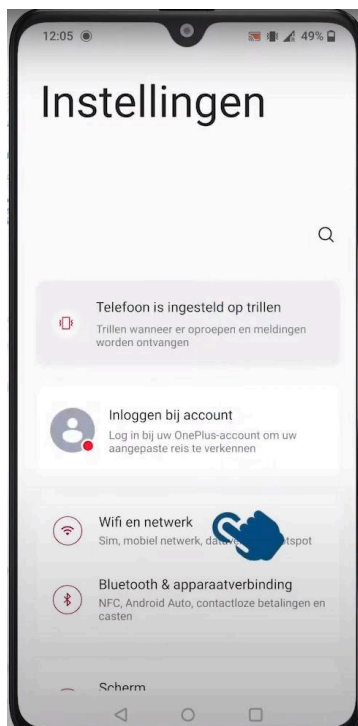 12:05
49%
Instellingen
Telefoon is ingesteld op trillen
Trillen wanneer er oproepen en meldingen
worden ontvangen
Inloggen bij account
Log in bij uw OnePlus-account om uw
aangepaste reis te verkennen
Wifi en netwerk
Sim, mobiel netwerk,
Bluetooth & apparaatverbinding
NFC, Android Auto, contactloze betalingen en
casten
Scherm